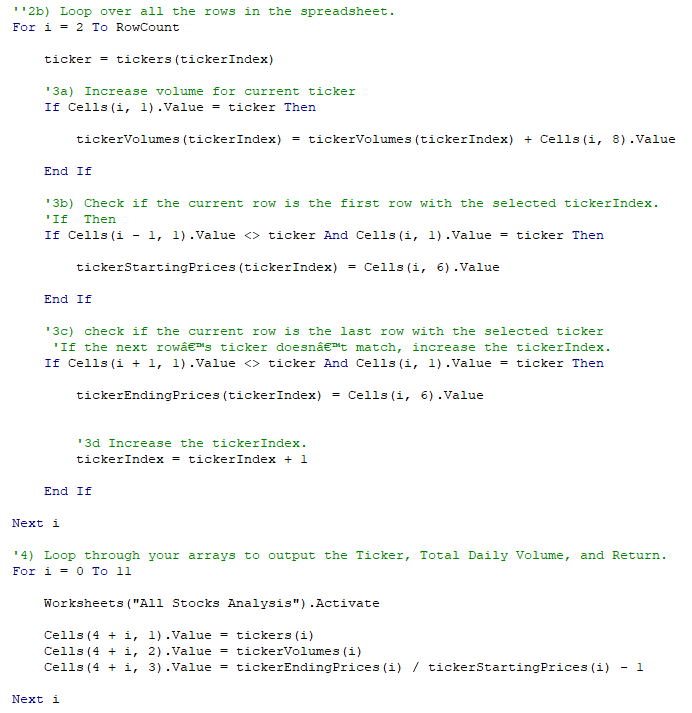 ''2b) Loop over all the rows in the spreadsheet.
For i = 2 To RowCount
ticker = tickers(tickerIndex)
'3a) Increase volume for current ticker
If Cells(i, 1).Value = ticker Then
tickerVolumes(tickerIndex) = tickerVolumes(tickerIndex) + Cells(i, 8).Value
End If
'3b) Check if the current row is the first row with the selected tickerIndex.
'If  Then
If Cells(i - 1, 1).Value <> ticker And Cells(i, 1).Value = ticker Then
tickerStartingPrices(tickerIndex) = Cells(i, 6).Value
End If
'3c) check if the current row is the last row with the selected ticker
'If the next rowâ€™s ticker doesnâ€™t match, increase the tickerIndex.
If Cells(i + 1, 1).Value <> ticker And Cells(i, 1).Value = ticker Then
tickerEndingPrices(tickerIndex) = Cells(i, 6).Value
'3d Increase the tickerIndex.
tickerIndex = tickerIndex + 1
End If
Next i
'4) Loop through your arrays to output the Ticker, Total Daily Volume, and Return.
For i = 0 To 11
Worksheets("All Stocks Analysis").Activate
Cells(4 + i, 1).Value = tickers(i)
Cells(4 + i, 2).Value = tickerVolumes(i)
Cells(4 + i, 3).Value = tickerEndingPrices(i) / tickerStartingPrices(i) - 1
Next i